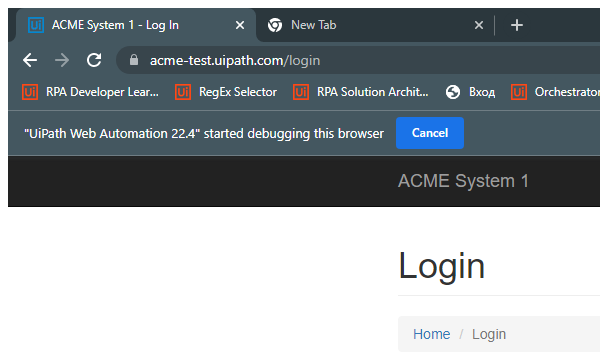 Ui ACME System 1 - Log In New Tab
acme-test.uipath.com/login
Ui RPA Developer Lear... Ui RegEx Selector Ui RPA Solution Archit... Вход Ui Orchestrator
"UiPath Web Automation 22.4" started debugging this browser Cancel
ACME System 1
Login
Home / Login